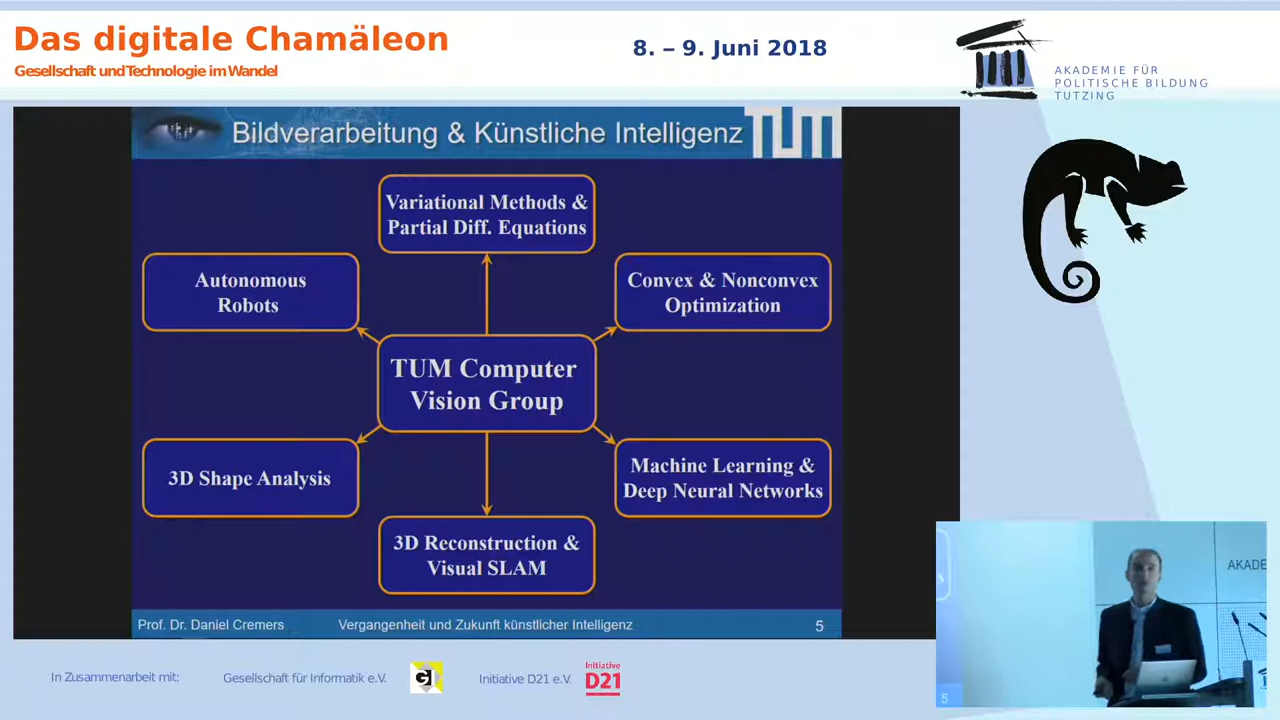 Das digitale Chamäleon
Gesellschaft und Technologie im Wandel
8. – 9. Juni 2018
AKADEMIE FÜR
POLITISCHE BILDUNG
TUTZING
Bildverarbeitung & Künstliche Intelligenz
TUM
Variational Methods &
Partial Diff. Equations
Autonomous
Robots
Convex & Nonconvex
Optimization
TUM Computer
Vision Group
3D Shape Analysis
Machine Learning &
Deep Neural Networks
3D Reconstruction &
Visual SLAM
Prof. Dr. Daniel Cremers
Vergangenheit und Zukunft künstlicher Intelligenz
5
AKADE
5
In Zusammenarbeit mit:
Gesellschaft für Informatik e.V.
GI
Initiative D21 e.V.
Initiative
D21